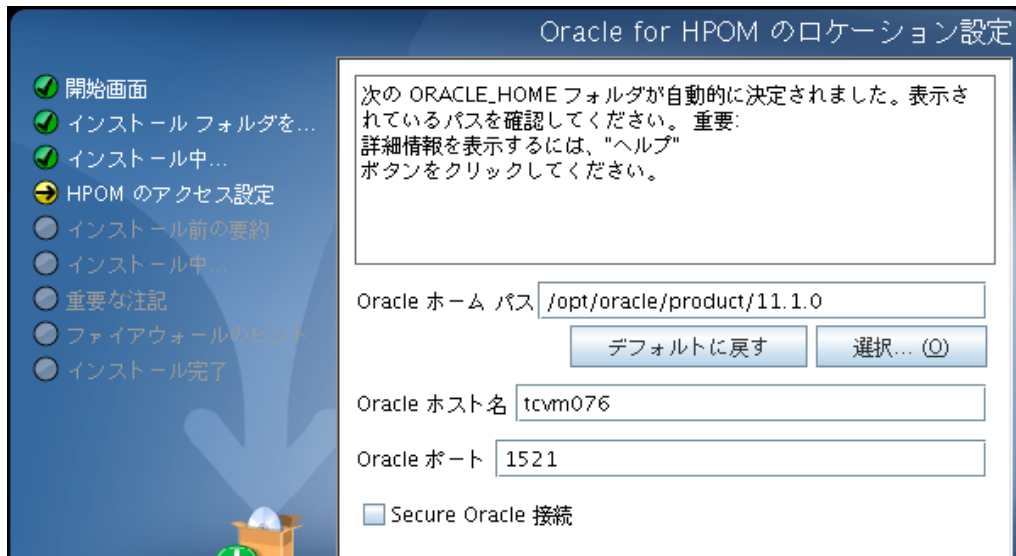 Oracle for HPOM のロケーション設定
開始画面
インストール フォルダを...
インストール中...
HPOM のアクセス設定
インストール前の要約
インストール中...
重要な注記
ファイアウォールのヒント
インストール完了
次の ORACLE_HOME フォルダが自動的に決定されました。表示さ
れているパスを確認してください。 重要:
詳細情報を表示するには、"ヘルプ"
ボタンをクリックしてください。
Oracle ホーム パス /opt/oracle/product/11.1.0
デフォルトに戻す 選択... (O)
Oracle ホスト名 tcvm076
Oracle ポート 1521
Secure Oracle 接続